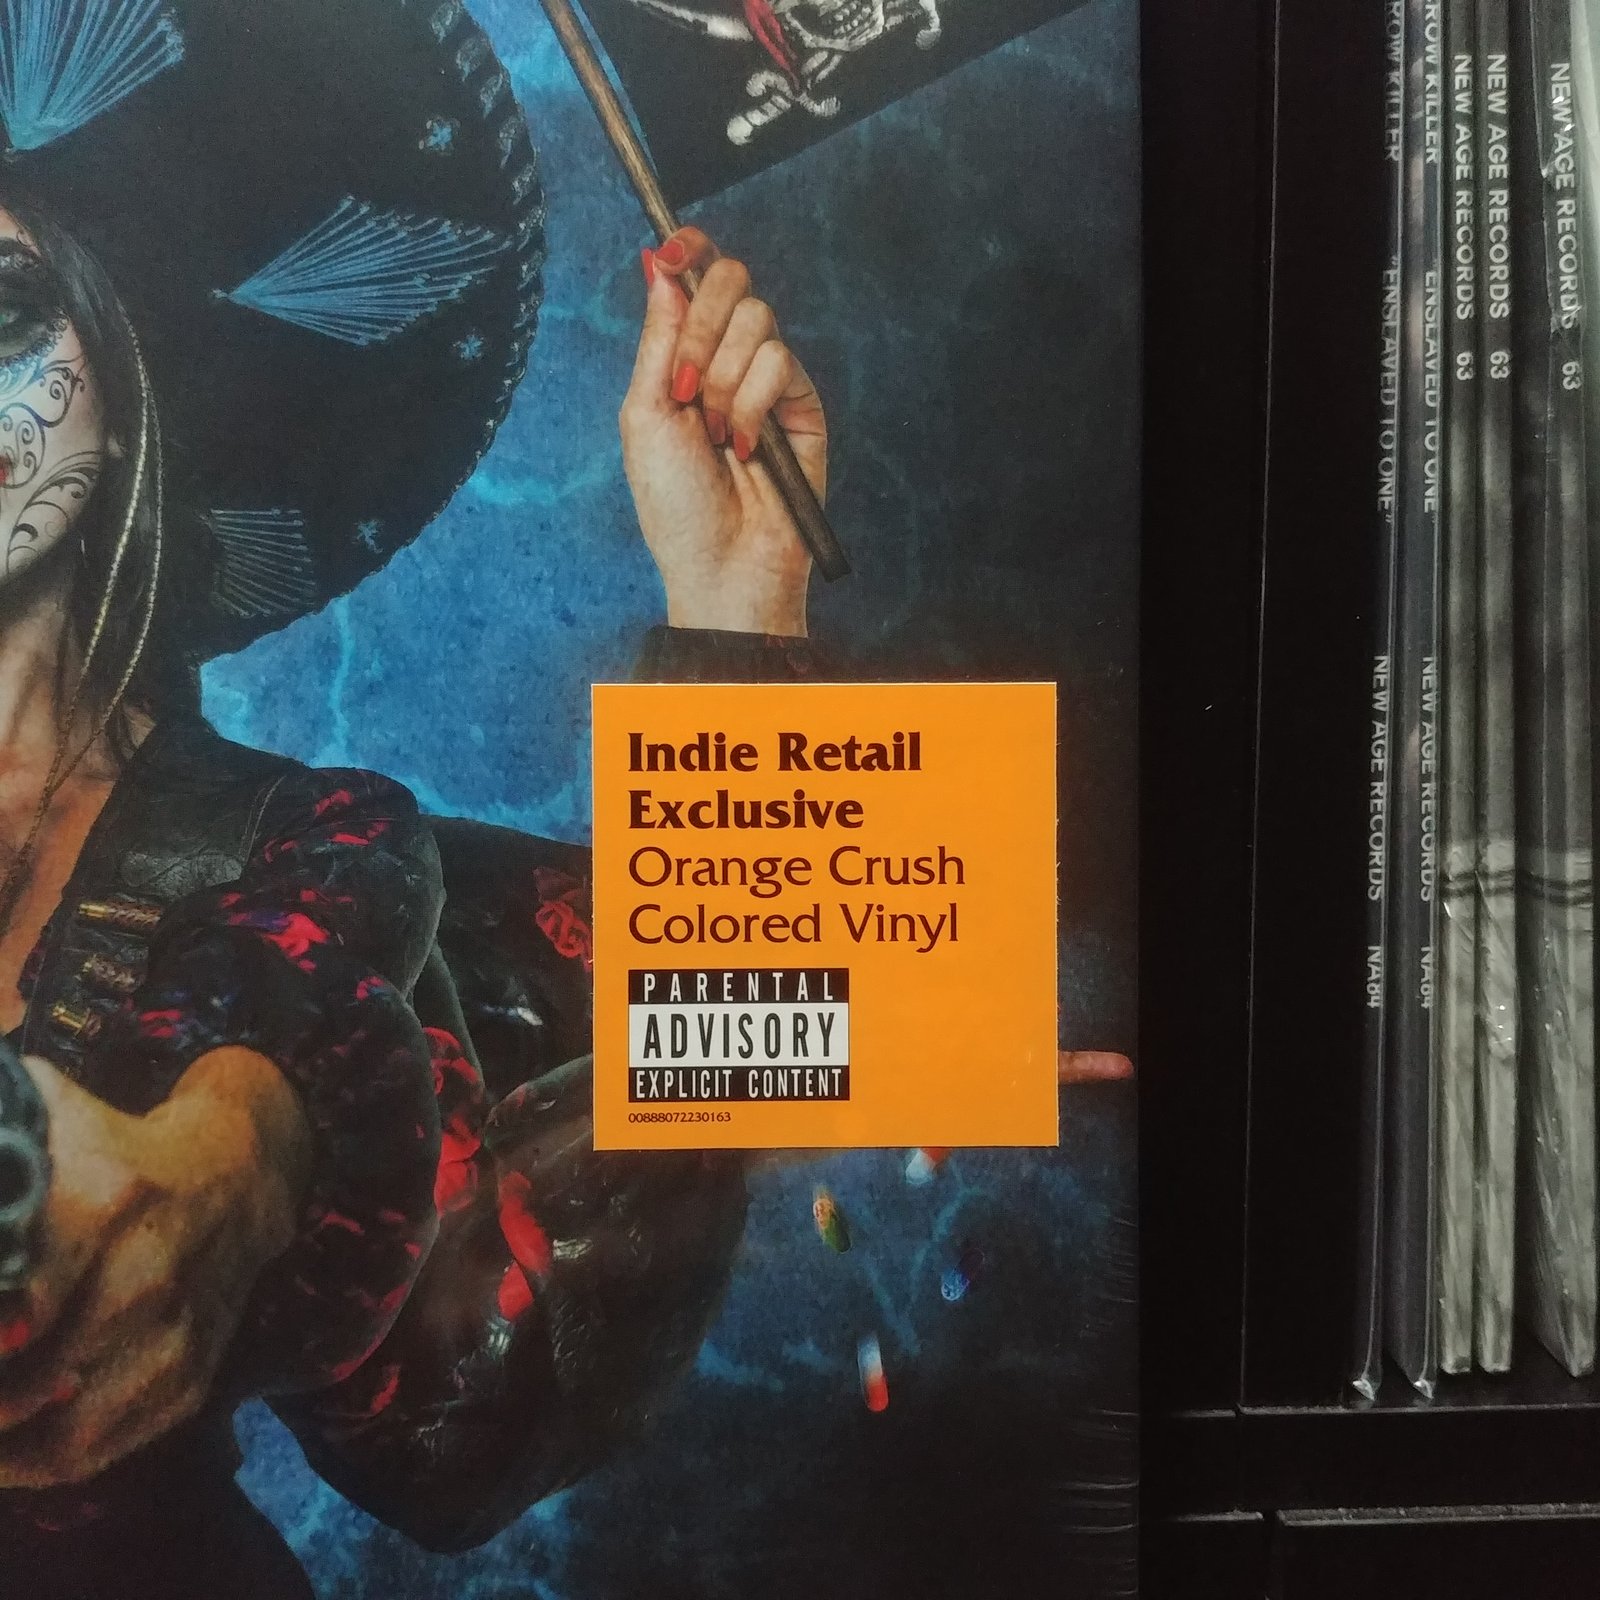 Indie Retail
Exclusive
Orange Crush
Colored Vinyl
PARENTAL
ADVISORY
EXPLICIT CONTENT
00888072230163
KILLER "ENSLAVED TO ONE" NEW AGE RECORDS NA84
KILLER "ENSLAVED TO ONE" NEW AGE RECORDS NA84
NEW AGE RECORDS 63
NEW AGE RECORDS 63
NEW AGE RECORDS 63